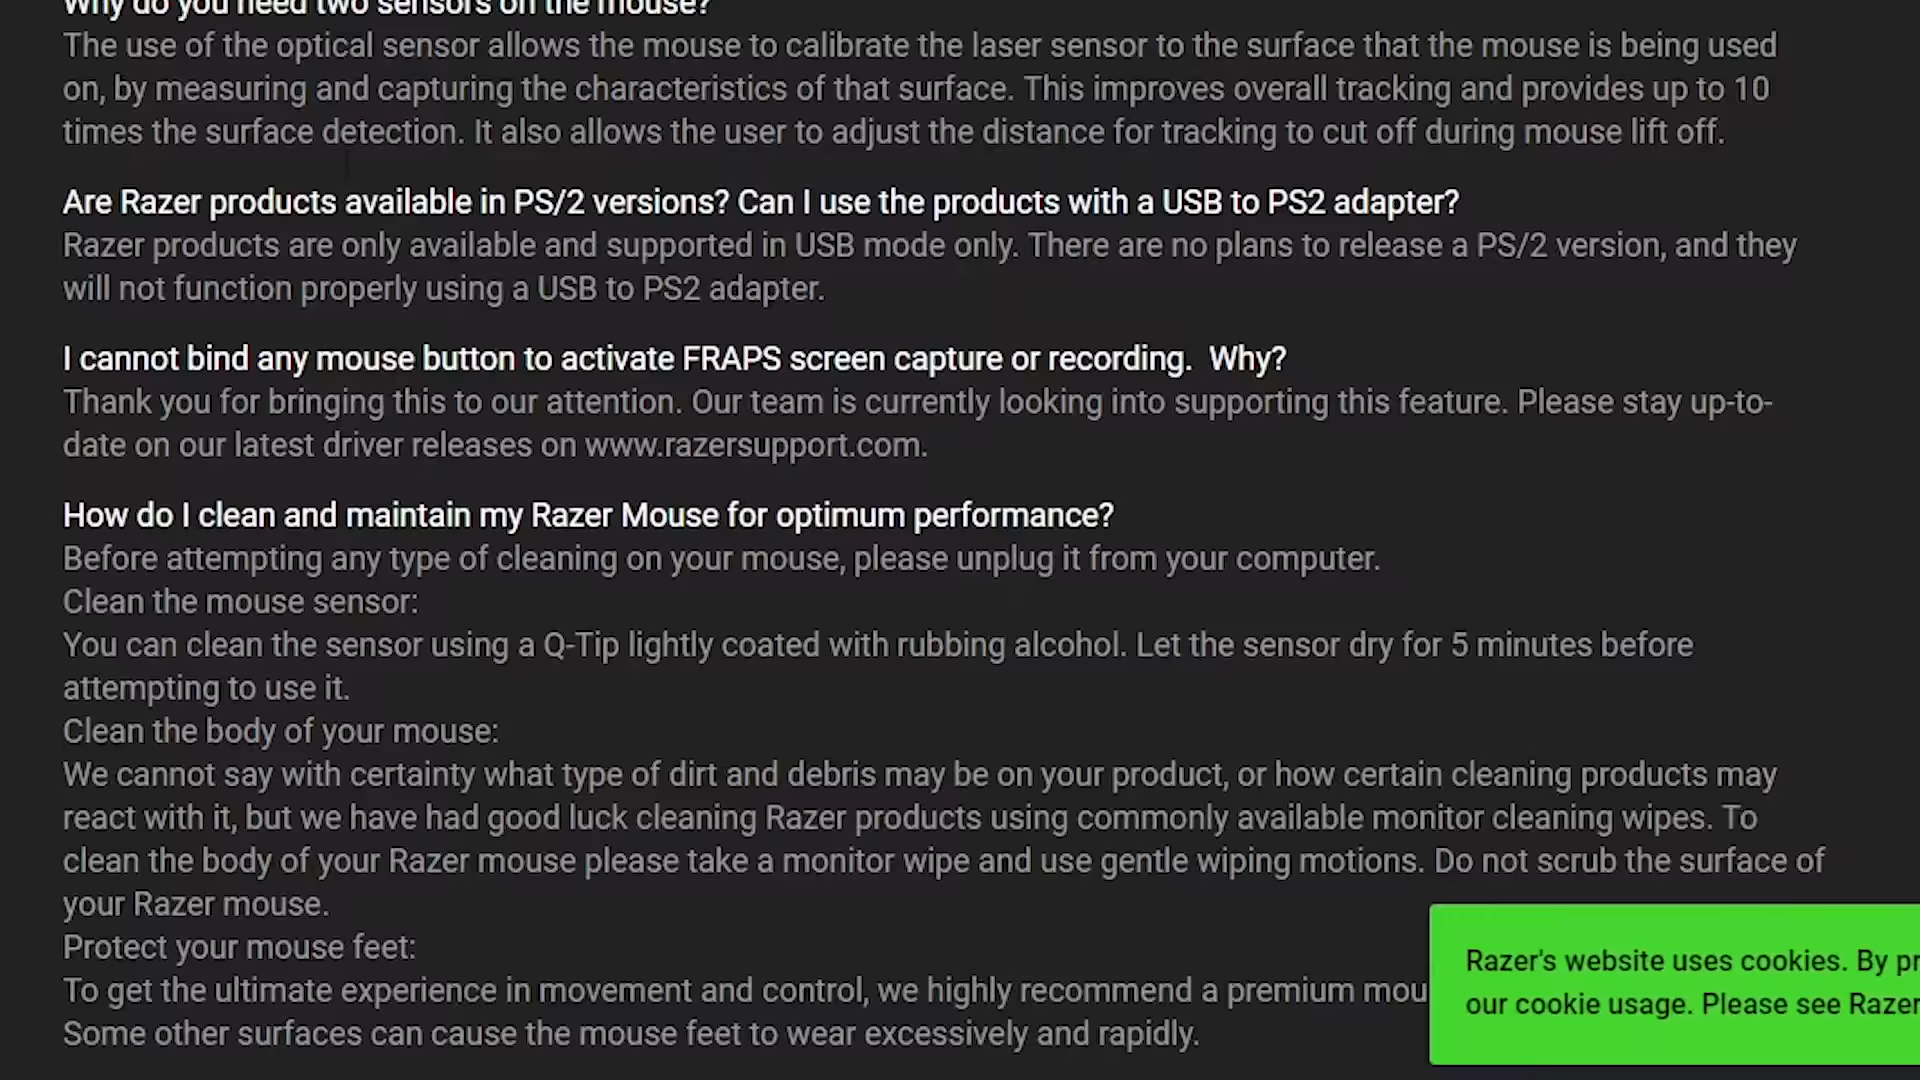 Why do you need two sensors on the mouse?
The use of the optical sensor allows the mouse to calibrate the laser sensor to the surface that the mouse is being used
on, by measuring and capturing the characteristics of that surface. This improves overall tracking and provides up to 10
times the surface detection. It also allows the user to adjust the distance for tracking to cut off during mouse lift off.
Are Razer products available in PS/2 versions? Can I use the products with a USB to PS2 adapter?
Razer products are only available and supported in USB mode only. There are no plans to release a PS/2 version, and they
will not function properly using a USB to PS2 adapter.
I cannot bind any mouse button to activate FRAPS screen capture or recording.  Why?
Thank you for bringing this to our attention. Our team is currently looking into supporting this feature. Please stay up-to-
date on our latest driver releases on www.razersupport.com.
How do I clean and maintain my Razer Mouse for optimum performance?
Before attempting any type of cleaning on your mouse, please unplug it from your computer.
Clean the mouse sensor:
You can clean the sensor using a Q-Tip lightly coated with rubbing alcohol. Let the sensor dry for 5 minutes before
attempting to use it.
Clean the body of your mouse:
We cannot say with certainty what type of dirt and debris may be on your product, or how certain cleaning products may
react with it, but we have had good luck cleaning Razer products using commonly available monitor cleaning wipes. To
clean the body of your Razer mouse please take a monitor wipe and use gentle wiping motions. Do not scrub the surface of
your Razer mouse.
Protect your mouse feet:
To get the ultimate experience in movement and control, we highly recommend a premium mou
Some other surfaces can cause the mouse feet to wear excessively and rapidly.
Razer's website uses cookies. By pr
our cookie usage. Please see Razer